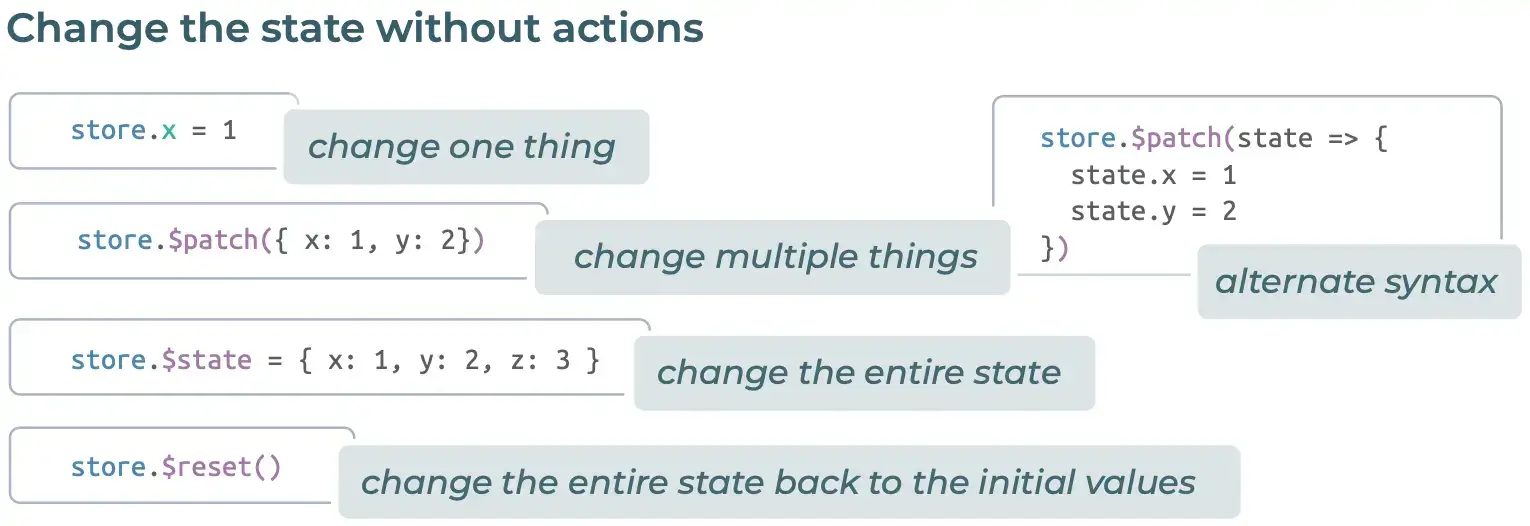 Change the state without actions
store.x = 1
change one thing
store.$patch({ x: 1, y: 2})
change multiple things
store.$patch(state => {
state.x = 1
state.y = 2
})
alternate syntax
store.$state = { x: 1, y: 2, z: 3 }
change the entire state
store.$reset()
change the entire state back to the initial values